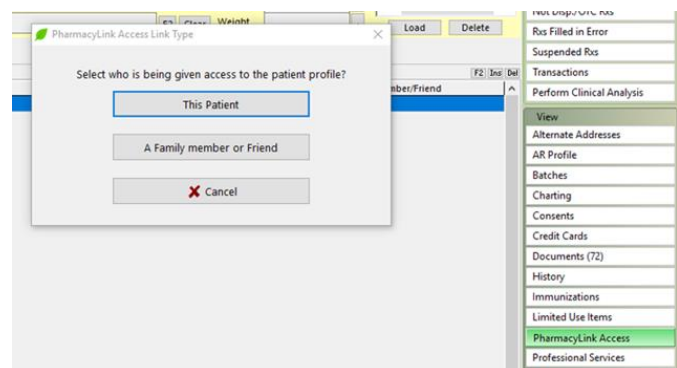 F2 Clear Weight
Load Delete
PharmacyLink Access Link Type
Select who is being given access to the patient profile?
This Patient
A Family member or Friend
Cancel
F2 Ins Del
mber/Friend
Not Disp./OTC Rxs
Rxs Filled in Error
Suspended Rxs
Transactions
Perform Clinical Analysis
View
Alternate Addresses
AR Profile
Batches
Charting
Consents
Credit Cards
Documents (72)
History
Immunizations
Limited Use Items
PharmacyLink Access
Professional Services